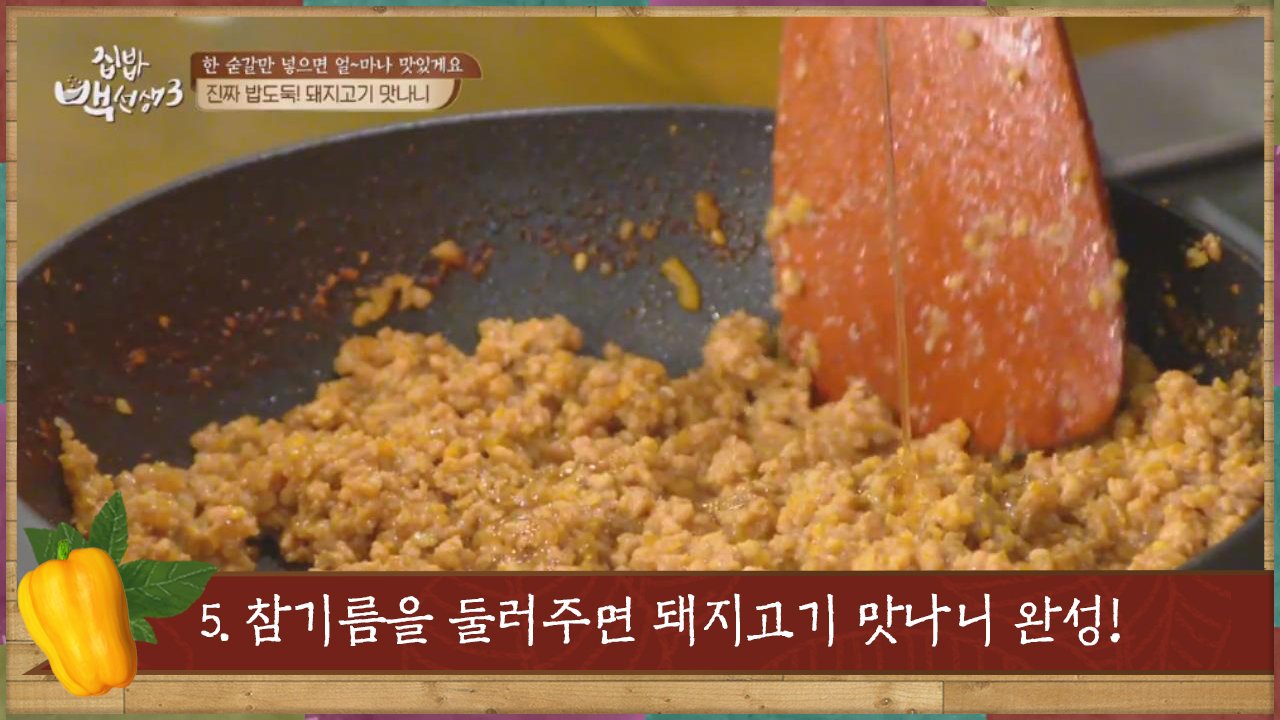 집밥
백선생3
한 숟갈만 넣으면 얼~마나 맛있게요
진짜 밥도둑! 돼지고기 맛나니
5. 참기름을 둘러주면 돼지고기 맛나니 완성!